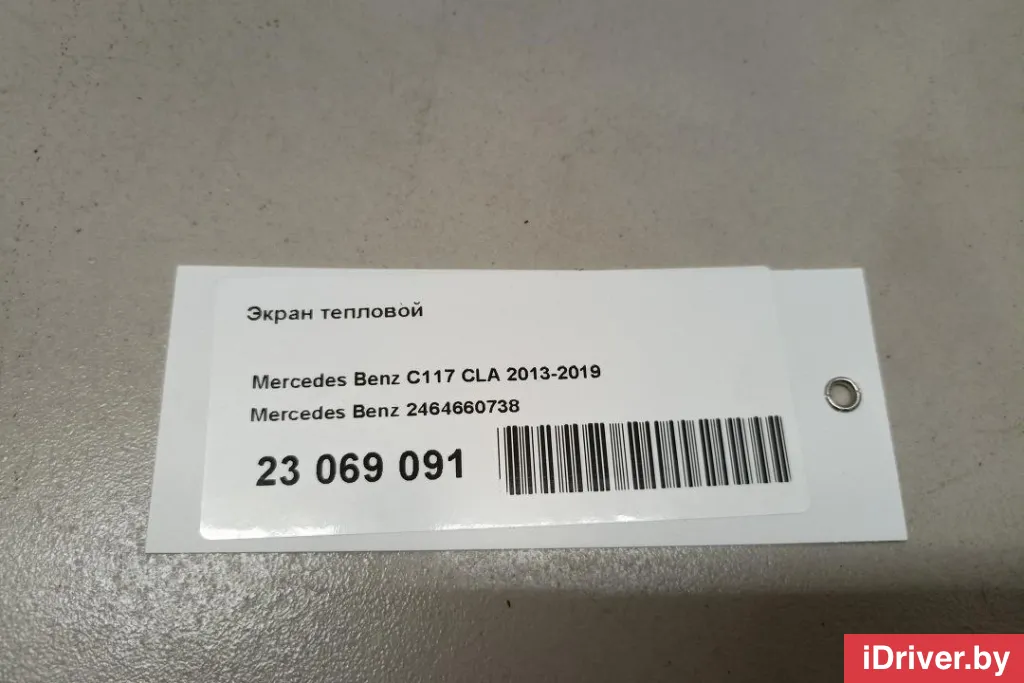 Экран тепловой
Mercedes Benz C117 CLA 2013-2019
Mercedes Benz 2464660738
23 069 091
iDriver.by